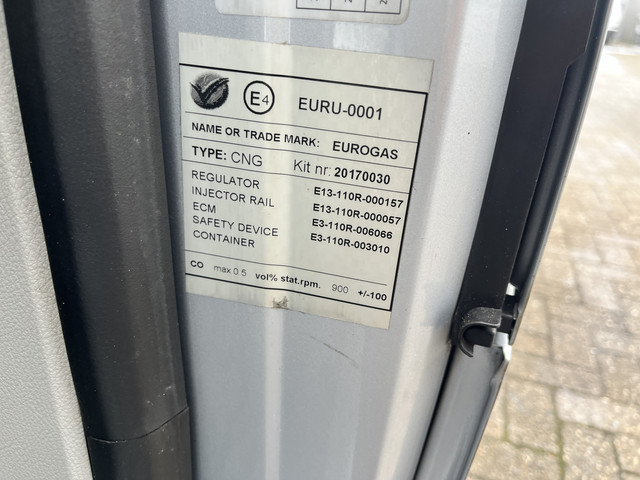 E4 EURU-0001
NAME OR TRADE MARK: EUROGAS
TYPE: CNG Kit nr: 20170030
REGULATOR E13-110R-000157
INJECTOR RAIL E13-110R-000057
ECM E3-110R-006066
SAFETY DEVICE E3-110R-003010
CONTAINER
CO max 0 5 vol% stat.rpm. 900 +/-100